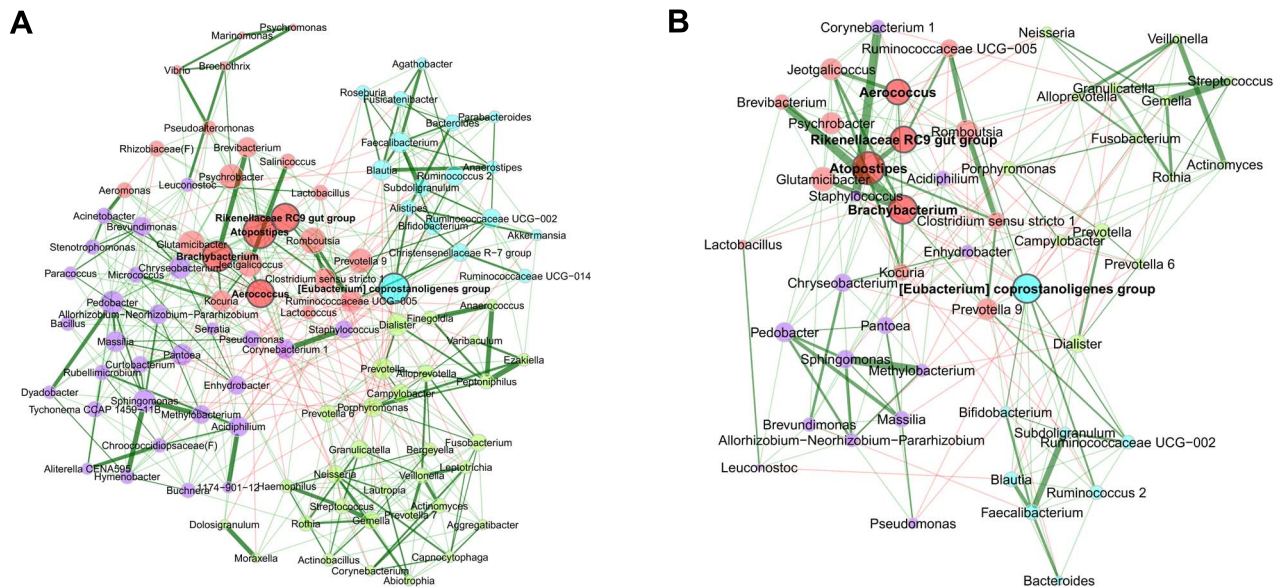 A
Psychromonas
Marinomonas
Vibrio
Brochothrix
Agathobacter
Roseburia
Fusicatenibacter
Parabacteroides
Bacteroides
Pseudoalteromonas
Rhizobiaceae(F)
Brevibacterium
Faecalibacterium
Salinicoccus
Blautia
Anaerostipes
Ruminococcus 2
Psychrobacter
Leuconostoc
Subdoligranulum
Aeromonas
Lactobacillus
Acinetobacter
Brevundimonas
Alistipes
Rikenellaceae RC9 gut group
Ruminococcaceae UCG−002
Bifidobacterium
Atopostipes
Akkermansia
Stenotrophomonas
Glutamicibacter
Romboutsia
Brachybacterium
Christensenellaceae R−7 group
Prevotella 9
Chryseobacterium
Jeotgalicoccus
Paracoccus
Micrococcus
Clostridium sensu stricto 1
Ruminococcaceae UCG−014
[Eubacterium] coprostanoligenes group
Aerococcus
Pedobacter
Kocuria
Ruminococcaceae UCG−005
Anaerococcus
Allorhizobium−Neorhizobium−Pararhizobium
Lactococcus
Finegoldia
Bacillus
Serratia
Staphylococcus
Dialister
Massilia
Pseudomonas
Varibaculum
Corynebacterium 1
Pantoea
Curtobacterium
Ezakiella
Rubellimicrobium
Prevotella
Alloprevotella
Peptoniphilus
Enhydrobacter
Dyadobacter
Campylobacter
Sphingomonas
Tychonema CCAP 1459−11B
Methylobacterium
Prevotella 6
Porphyromonas
Acidiphilium
Chroococcidiopsaceae(F)
Granulicatella
Bergeyella
Fusobacterium
Aliterella CENA595
Hymenobacter
Neisseria
Veillonella
Leptotrichia
Buchnera
1174−901−12
Haemophilus
Lautropia
Streptococcus
Actinomyces
Prevotella 7
Dolosigranulum
Rothia
Gemella
Aggregatibacter
Moraxella
Actinobacillus
Capnocytophaga
Corynebacterium
Abiotrophia
B
Corynebacterium 1
Neisseria
Veillonella
Ruminococcaceae UCG−005
Jeotgalicoccus
Streptococcus
Granulicatella
Aerococcus
Alloprevotella
Gemella
Brevibacterium
Psychrobacter
Romboutsia
Rikenellaceae RC9 gut group
Fusobacterium
Atopostipes
Porphyromonas
Actinomyces
Glutamicibacter
Acidiphilium
Rothia
Staphylococcus
Brachybacterium
Clostridium sensu stricto 1
Prevotella
Lactobacillus
Campylobacter
Enhydrobacter
Prevotella 6
Kocuria
Chryseobacterium
[Eubacterium] coprostanoligenes group
Prevotella 9
Pedobacter
Pantoea
Dialister
Sphingomonas
Methylobacterium
Bifidobacterium
Massilia
Brevundimonas
Subdoligranulum
Allorhizobium−Neorhizobium−Pararhizobium
Ruminococcaceae UCG−002
Leuconostoc
Blautia
Ruminococcus 2
Faecalibacterium
Pseudomonas
Bacteroides